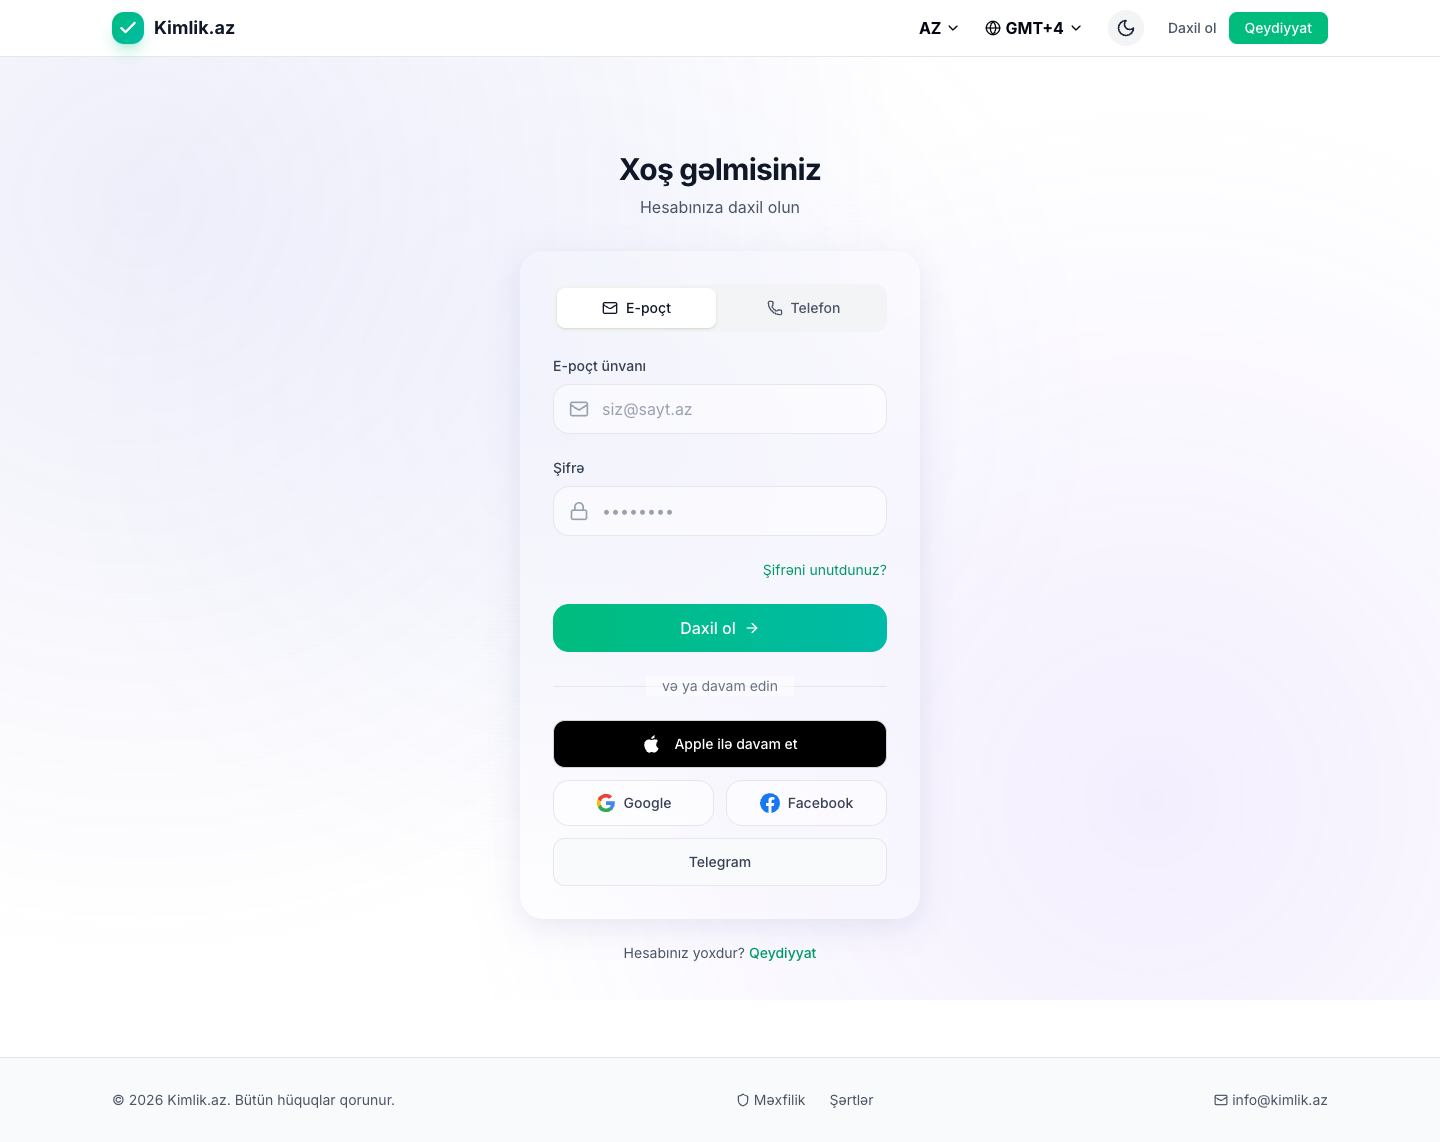 Kimlik.az
AZ
GMT+4
Daxil ol
Qeydiyyat
Xoş gəlmisiniz
Hesabınıza daxil olun
E-poçt
Telefon
E-poçt ünvanı
siz@sayt.az
Şifrə
••••••••
Şifrəni unutdunuz?
Daxil ol
və ya davam edin
Apple ilə davam et
Google
Facebook
Telegram
Hesabınız yoxdur? Qeydiyyat
© 2026 Kimlik.az. Bütün hüquqlar qorunur.
Məxfilik
Şərtlər
info@kimlik.az